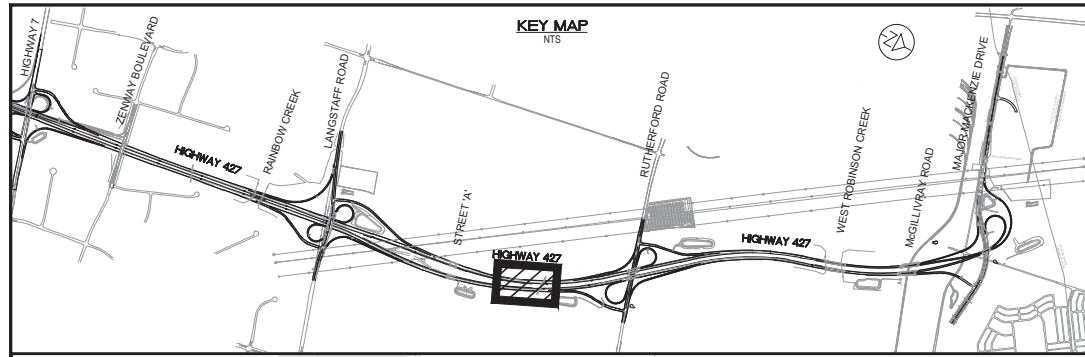 KEY MAP
NTS
HIGHWAY 7
ZENWAY BOULEVARD
HIGHWAY 427
RAINBOW CREEK
LANGSTAFF ROAD
STREET 'A'
HIGHWAY 427
RUTHERFORD ROAD
HIGHWAY 427
WEST ROBINSON CREEK
McGILLIVRAY ROAD
MAJOR MACKENZIE DRIVE
N